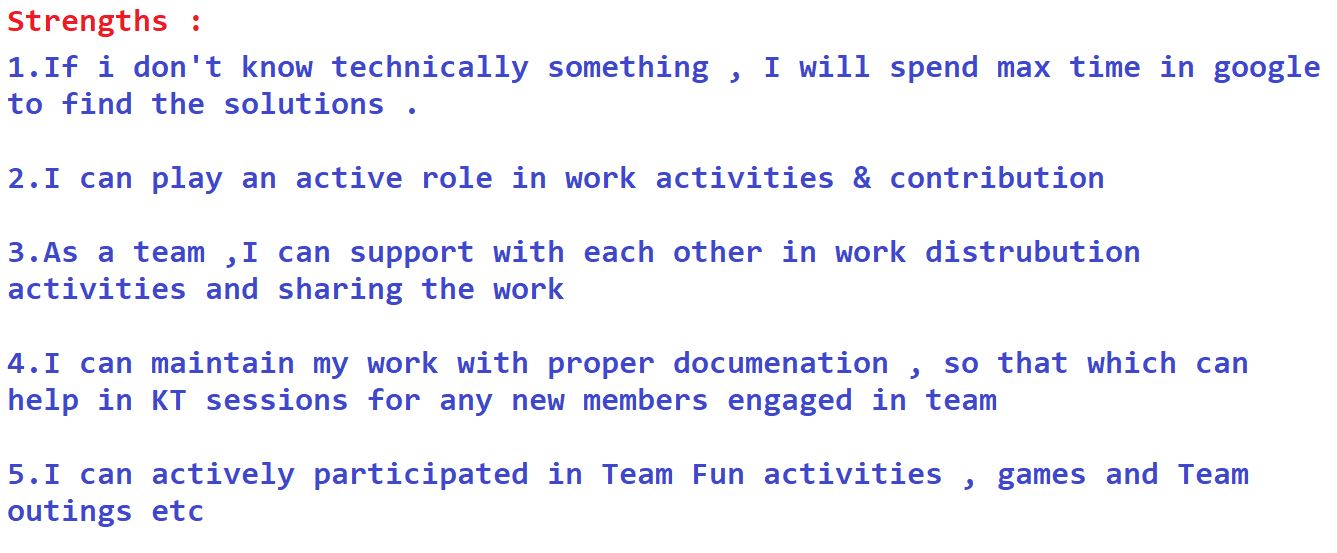 Strengths :
1.If i don't know technically something , I will spend max time in google
to find the solutions .
2.I can play an active role in work activities & contribution
3.As a team ,I can support with each other in work distrubution
activities and sharing the work
4.I can maintain my work with proper documenation , so that which can
help in KT sessions for any new members engaged in team
5.I can actively participated in Team Fun activities , games and Team
outings etc